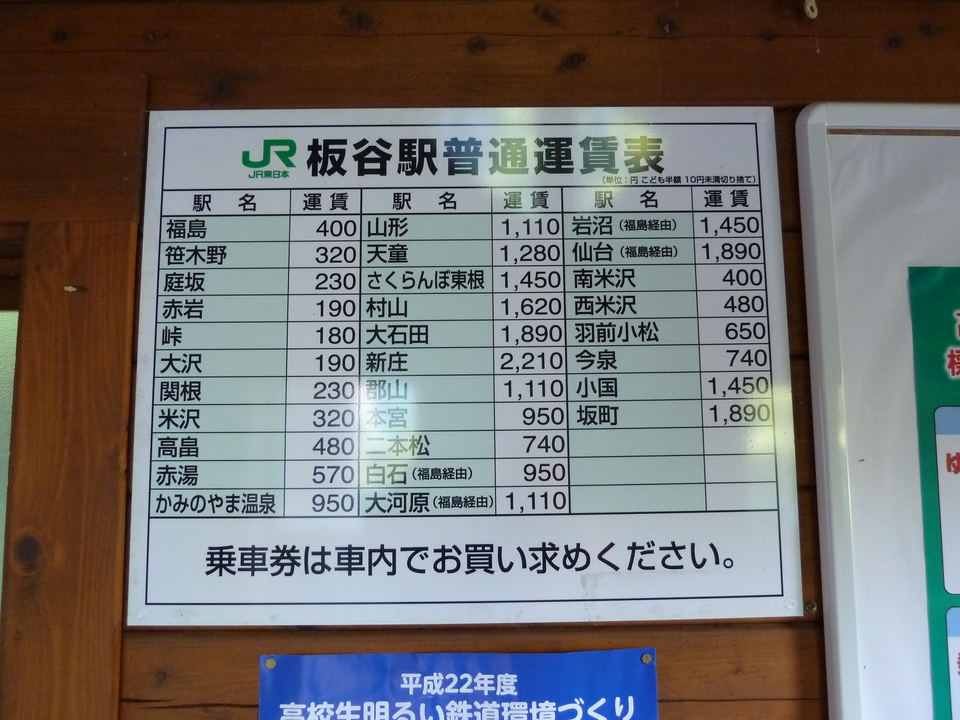 JR
JR東日本
板谷駅普通運賃表
(単位：円 こども半額 10円未満切り捨て)
駅 名 運賃 駅 名 運賃 駅 名 運賃
福島 400 山形 1,110 岩沼(福島経由) 1,450
笹木野 320 天童 1,280 仙台(福島経由) 1,890
庭坂 230 さくらんぼ東根 1,450 南米沢 400
赤岩 190 村山 1,620 西米沢 480
峠 180 大石田 1,890 羽前小松 650
大沢 190 新庄 2,210 今泉 740
関根 230 郡山 1,110 小国 1,450
米沢 320 本宮 950 坂町 1,890
高畠 480 二本松 740
赤湯 570 白石(福島経由) 950
かみのやま温泉 950 大河原(福島経由) 1,110
乗車券は車内でお買い求めください。
平成22年度
高校生明るい鉄道環境づくり